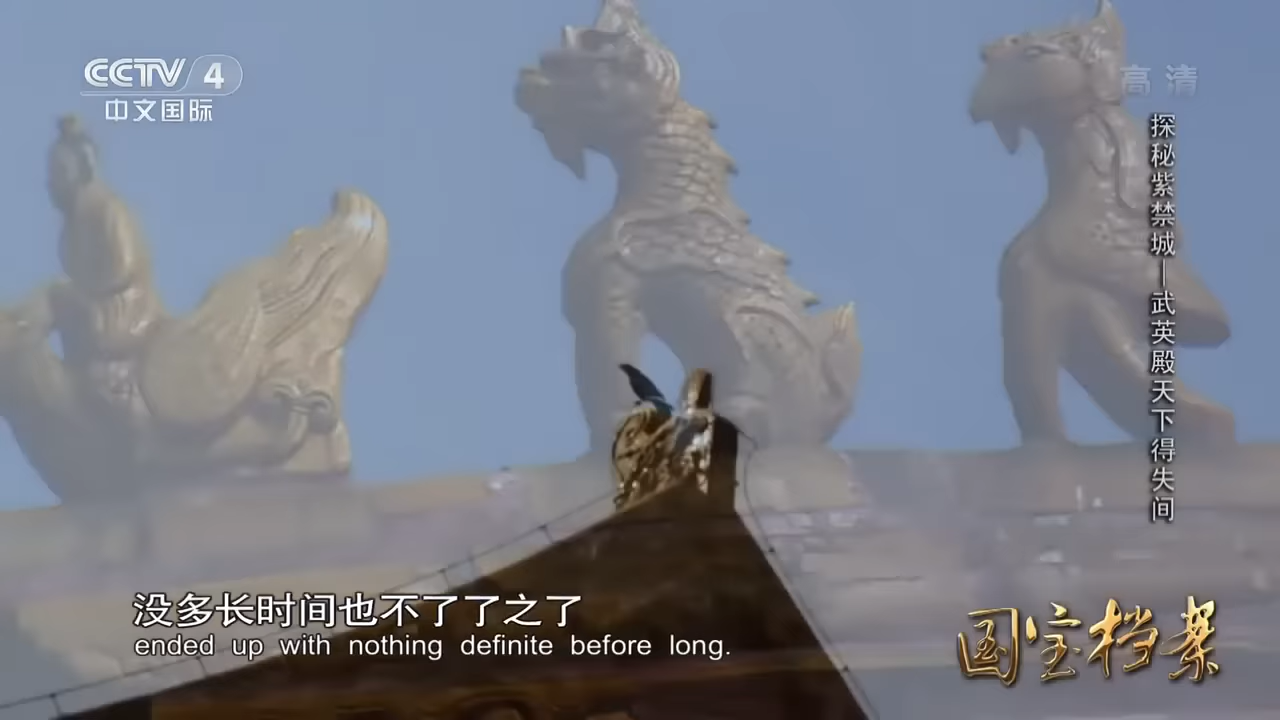 CCTV 4
中文国际
高清
探秘紫禁城—武英殿天下得失间
没多长时间也不了了之了
ended up with nothing definite before long.
国宝档案